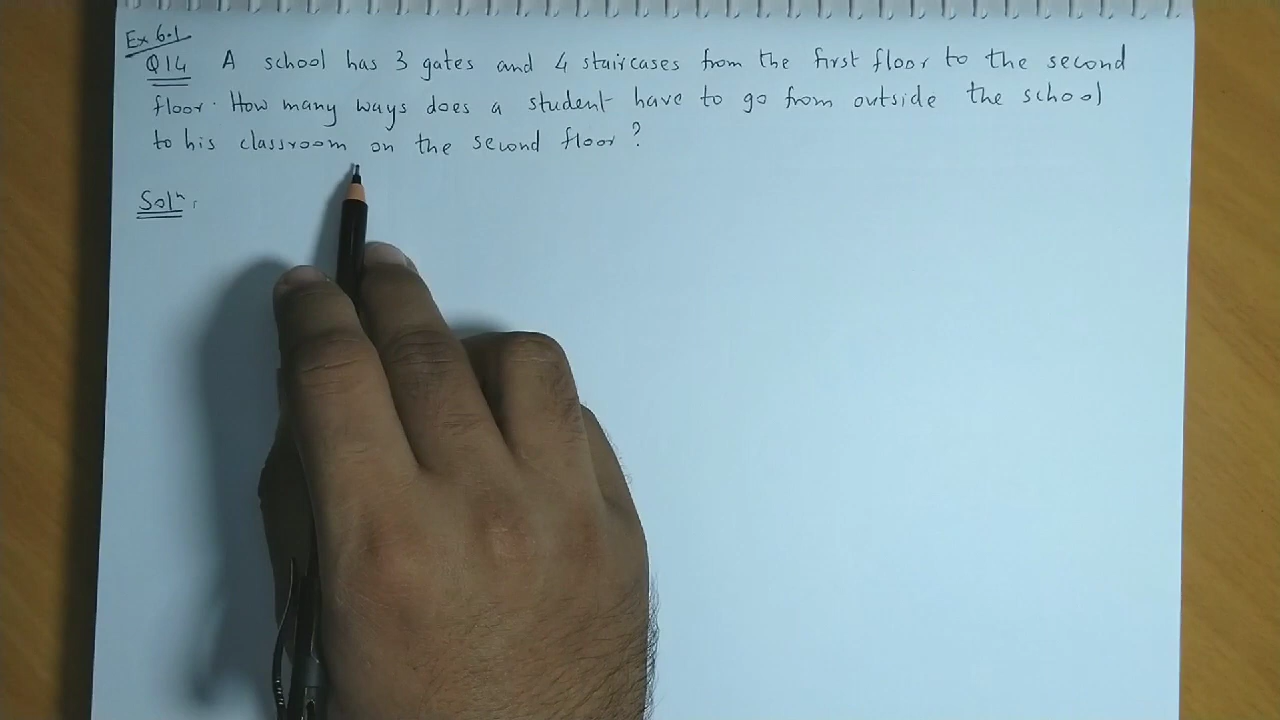 Ex 6.1
Q14 A school has 3 gates and 4 staircases from the first floor to the second
floor. How many ways does a student have to go from outside the school
to his classroom on the second floor?
Solⁿ: